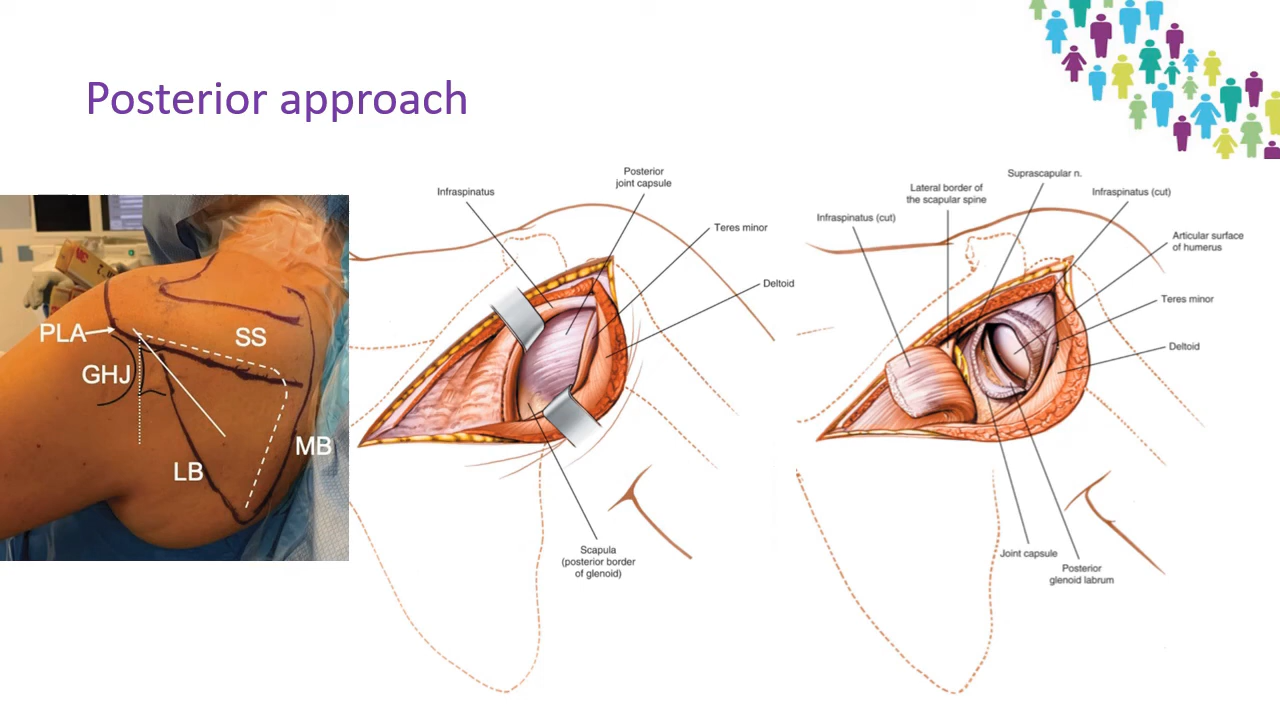 Posterior approach
PLA
SS
GHJ
MB
LB
Infraspinatus
Posterior
joint capsule
Teres minor
Deltoid
Scapula
(posterior border
of glenoid)
Suprascapular n.
Lateral border of
the scapular spine
Infraspinatus (cut)
Infraspinatus (cut)
Articular surface
of humerus
Teres minor
Deltoid
Joint capsule
Posterior
glenoid labrum